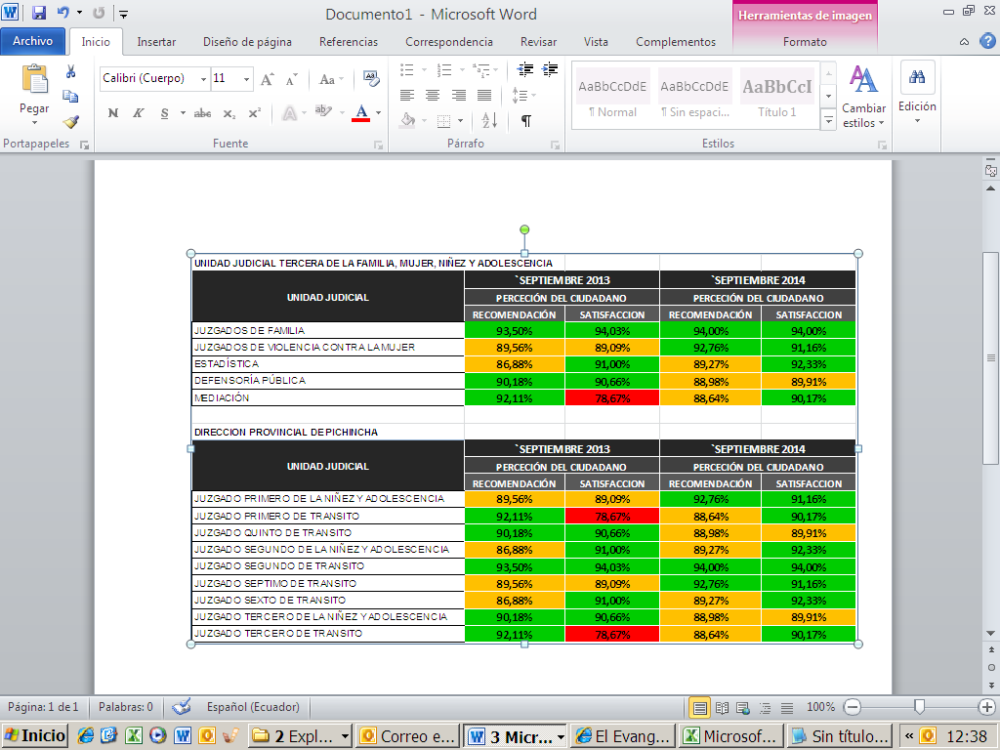 Documento1 - Microsoft Word
Herramientas de imagen
Archivo Inicio Insertar Diseño de página Referencias Correspondencia Revisar Vista Complementos Formato
Pegar
Calibri (Cuerpo) 11
AaBbCcDdE AaBbCcDdE AaBbCcI
¶ Normal ¶ Sin espaci... Título 1
Cambiar estilos
Edición
N K S abc x₂ x² A ab A
Portapapeles Fuente Párrafo Estilos
UNIDAD JUDICIAL TERCERA DE LA FAMILIA, MUJER, NIÑEZ Y ADOLESCENCIA
UNIDAD JUDICIAL `SEPTIEMBRE 2013 `SEPTIEMBRE 2014
PERCECIÓN DEL CIUDADANO PERCECIÓN DEL CIUDADANO
RECOMENDACIÓN SATISFACCION RECOMENDACIÓN SATISFACCION
JUZGADOS DE FAMILIA 93,50% 94,03% 94,00% 94,00%
JUZGADOS DE VIOLENCIA CONTRA LA MUJER 89,56% 89,09% 92,76% 91,16%
ESTADÍSTICA 86,88% 91,00% 89,27% 92,33%
DEFENSORÍA PÚBLICA 90,18% 90,66% 88,98% 89,91%
MEDIACIÓN 92,11% 78,67% 88,64% 90,17%
DIRECCION PROVINCIAL DE PICHINCHA
UNIDAD JUDICIAL `SEPTIEMBRE 2013 `SEPTIEMBRE 2014
PERCECIÓN DEL CIUDADANO PERCECIÓN DEL CIUDADANO
RECOMENDACIÓN SATISFACCION RECOMENDACIÓN SATISFACCION
JUZGADO PRIMERO DE LA NIÑEZ Y ADOLESCENCIA 89,56% 89,09% 92,76% 91,16%
JUZGADO PRIMERO DE TRANSITO 92,11% 78,67% 88,64% 90,17%
JUZGADO QUINTO DE TRANSITO 90,18% 90,66% 88,98% 89,91%
JUZGADO SEGUNDO DE LA NIÑEZ Y ADOLESCENCIA 86,88% 91,00% 89,27% 92,33%
JUZGADO SEGUNDO DE TRANSITO 93,50% 94,03% 94,00% 94,00%
JUZGADO SEPTIMO DE TRANSITO 89,56% 89,09% 92,76% 91,16%
JUZGADO SEXTO DE TRANSITO 86,88% 91,00% 89,27% 92,33%
JUZGADO TERCERO DE LA NIÑEZ Y ADOLESCENCIA 90,18% 90,66% 88,98% 89,91%
JUZGADO TERCERO DE TRANSITO 92,11% 78,67% 88,64% 90,17%
Página: 1 de 1 Palabras: 0 Español (Ecuador) 100%
Inicio 2 Expl... Correo e... 3 Micr... El Evang... Microsof... Sin título... « 12:38